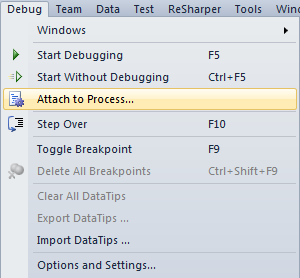 Debug Team Data Test ReSharper Tools
Windows
Start Debugging F5
Start Without Debugging Ctrl+F5
Attach to Process...
Step Over F10
Toggle Breakpoint F9
Delete All Breakpoints Ctrl+Shift+F9
Clear All DataTips
Export DataTips ...
Import DataTips ...
Options and Settings...